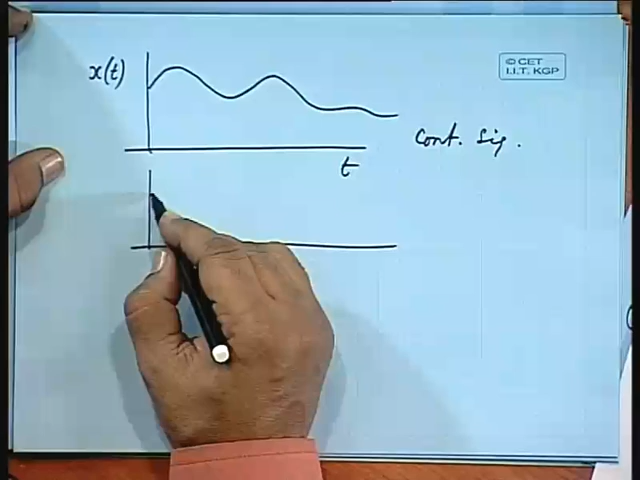 x(t)
© CET
I.I.T. KGP
Cont. Sig.
t